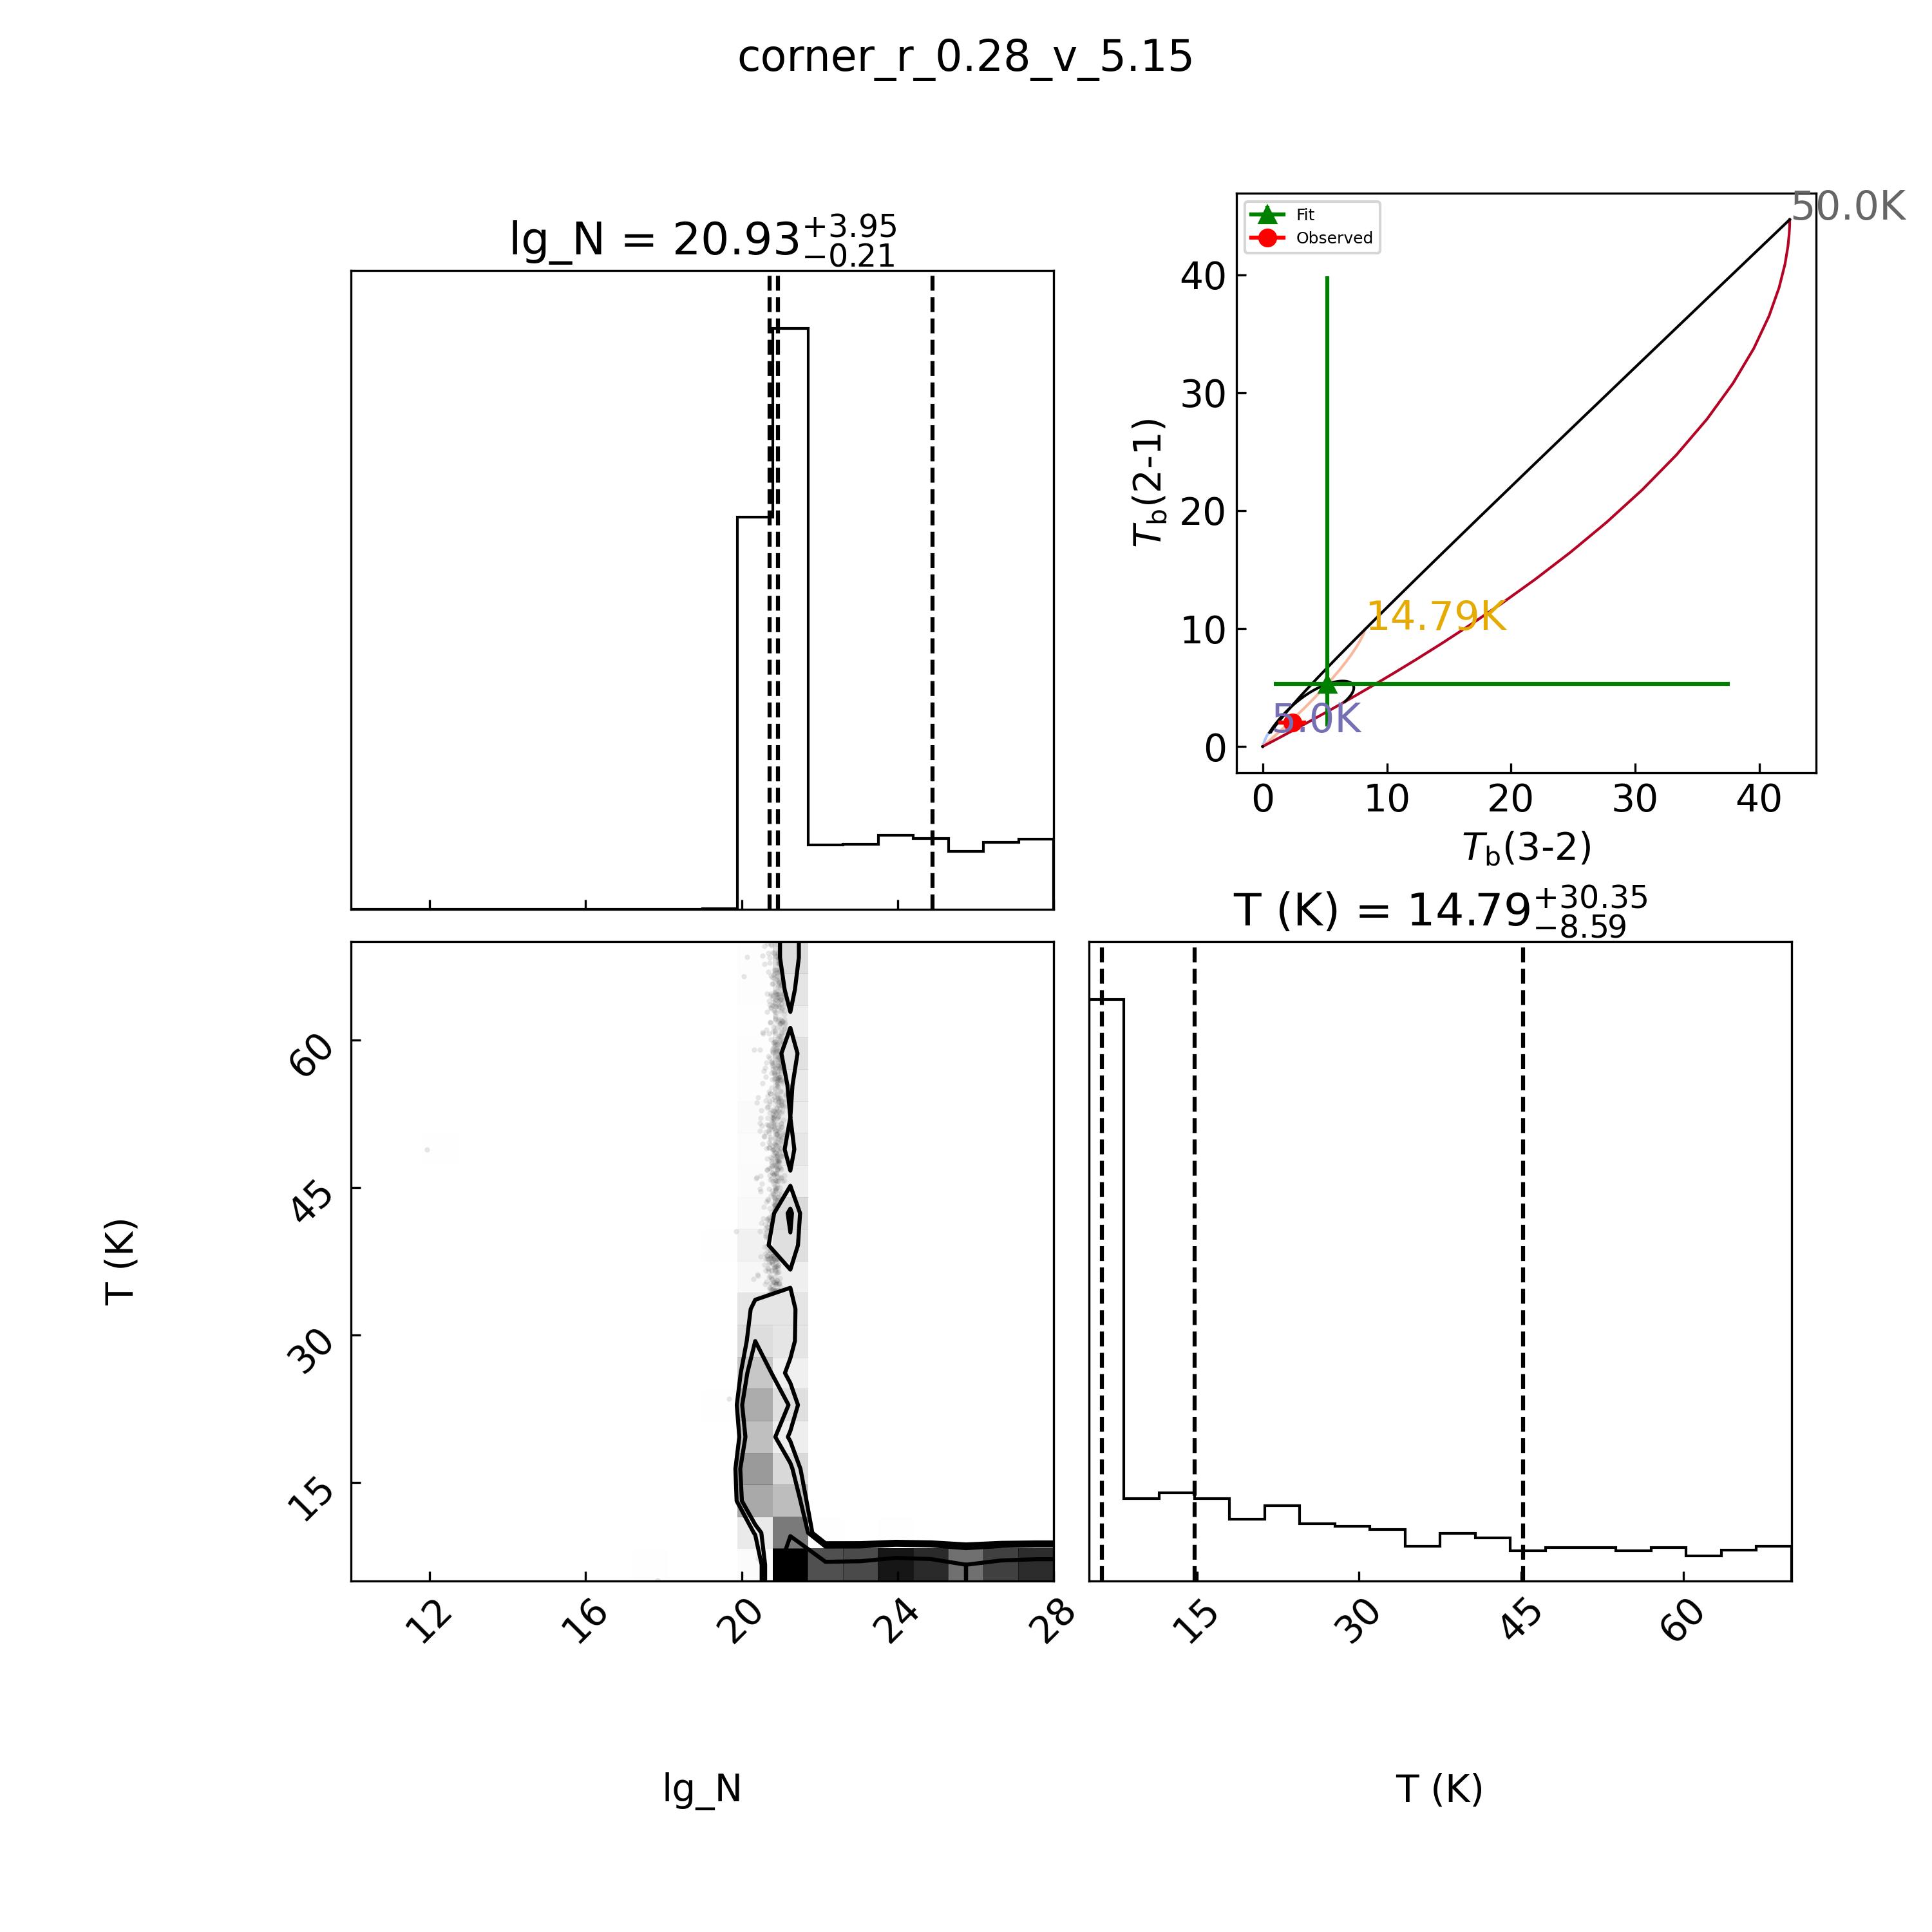 corner_r_0.28_v_5.15
lg_N = 20.93+3.95−0.21
50.0K
Fit
Observed
40
30
20
10
0
Tb(2-1)
14.79K
5.0K
0 10 20 30 40
Tb(3-2)
T (K) = 14.79+30.35−8.59
60
45
30
15
T (K)
12 16 20 24 28
15 30 45 60
lg_N
T (K)